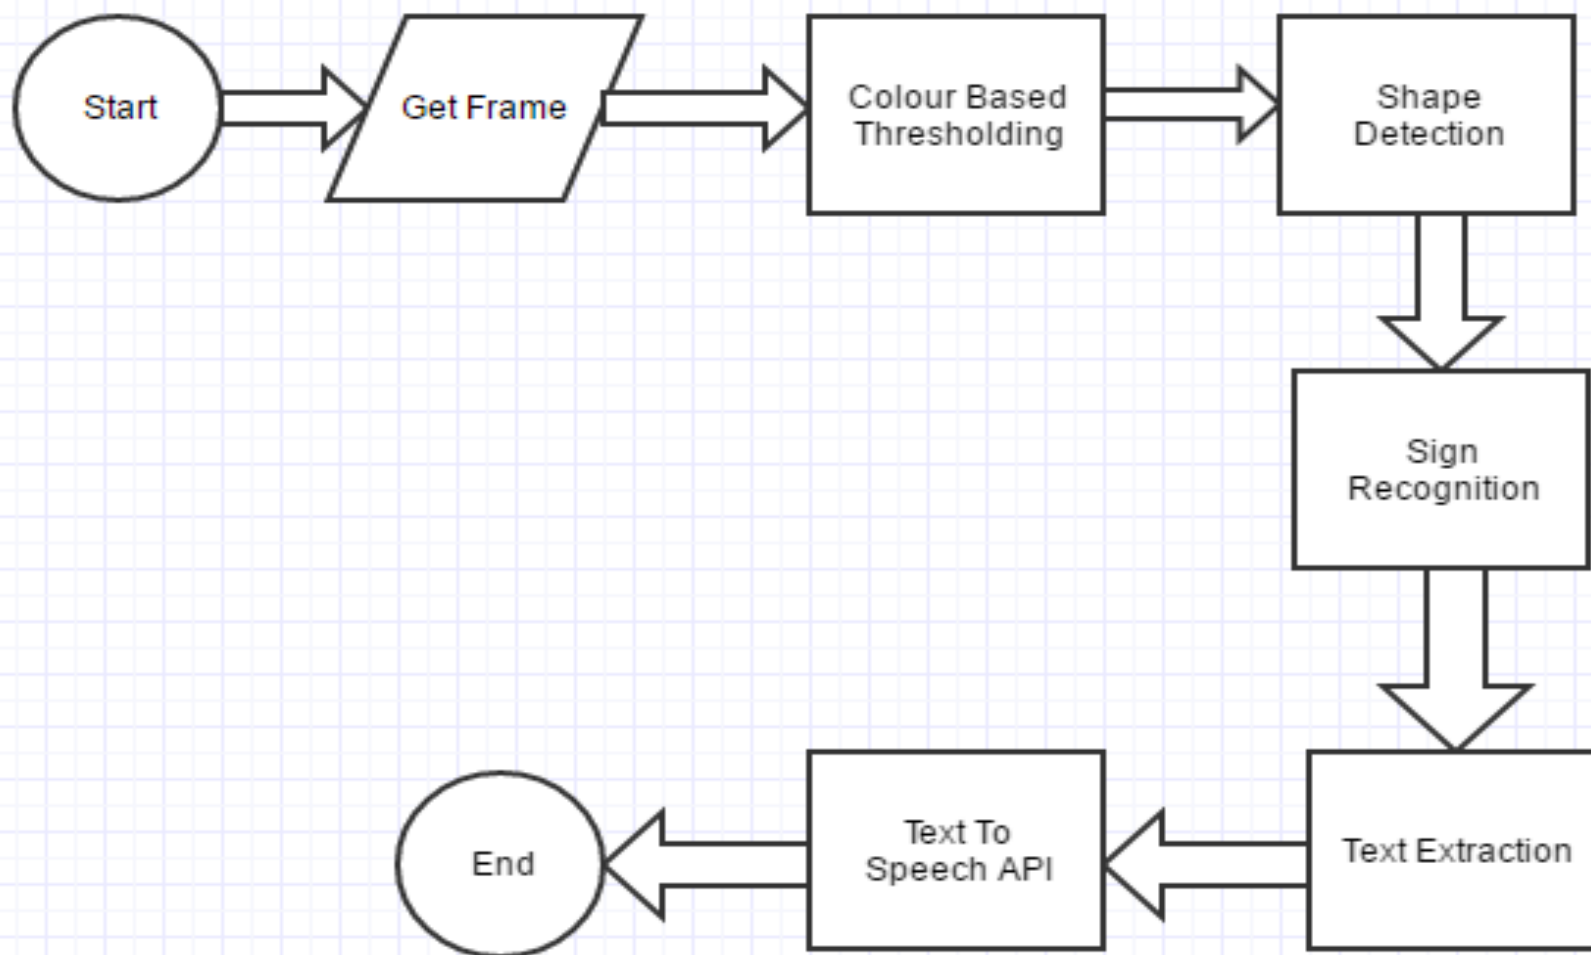 Start
Get Frame
Colour Based
Thresholding
Shape
Detection
Sign
Recognition
Text Extraction
Text To
Speech API
End